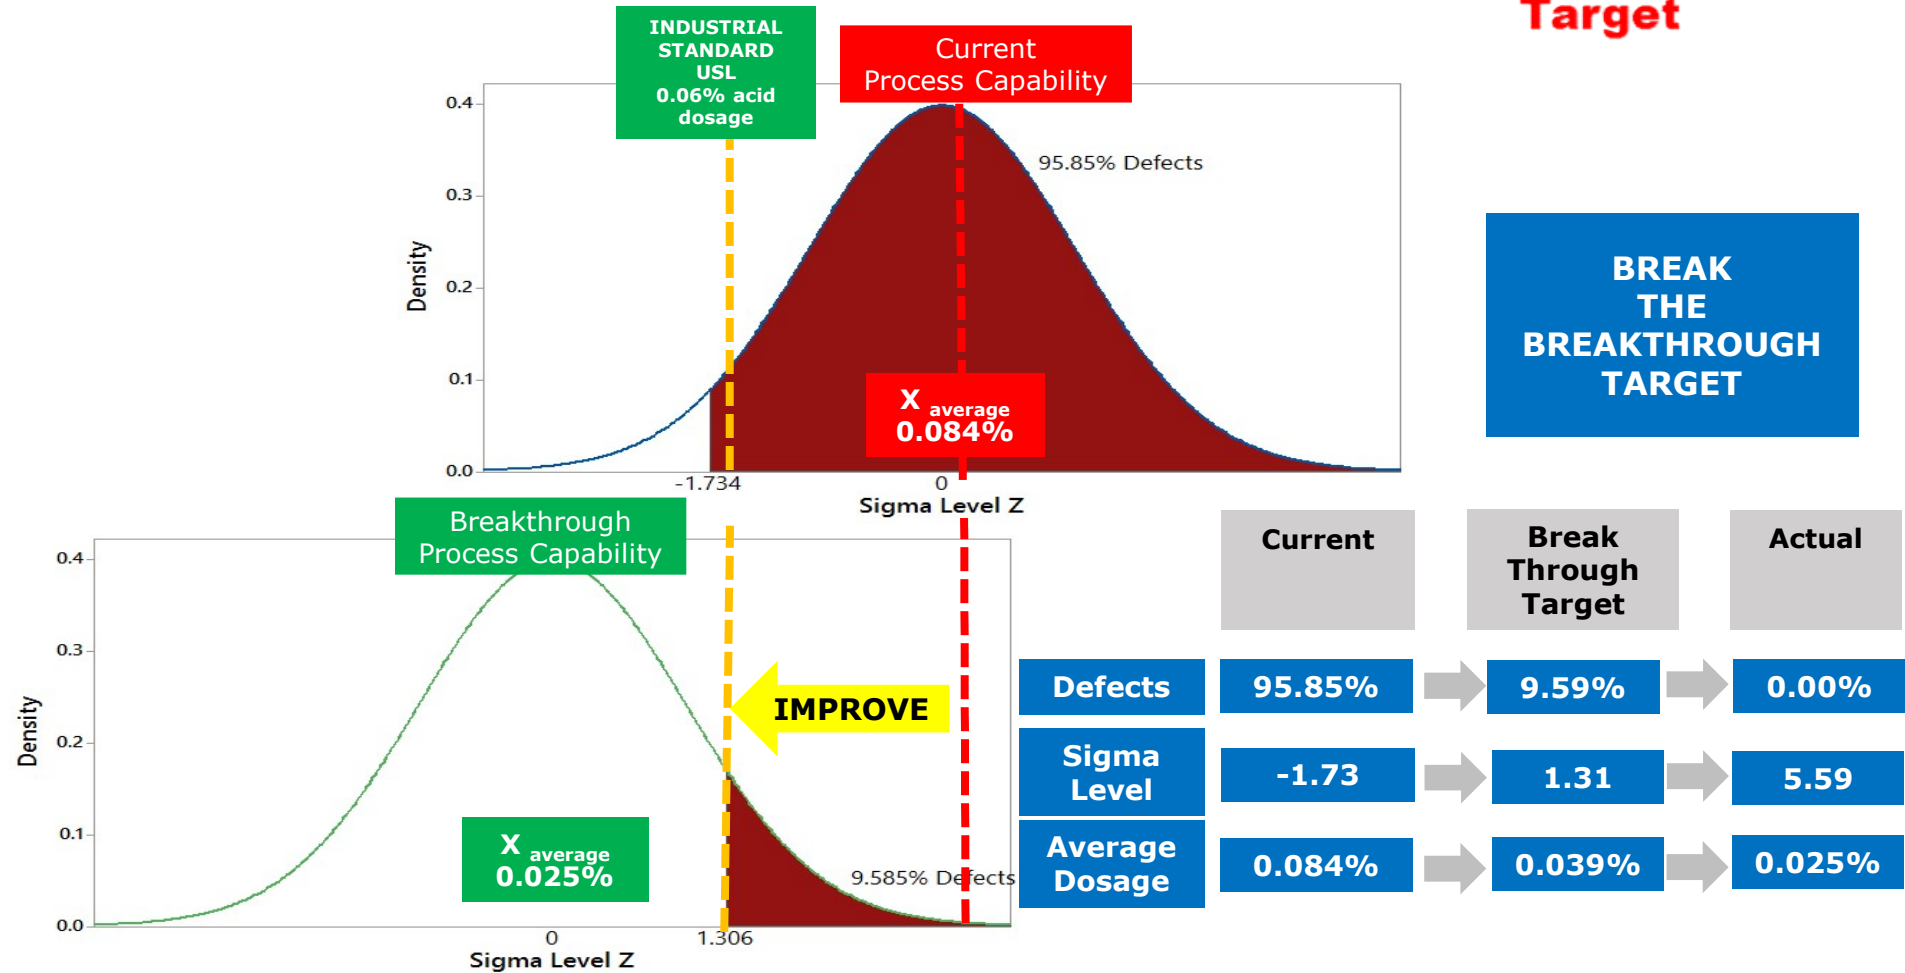 Target
INDUSTRIAL
STANDARD
USL
0.06% acid
dosage
Current
Process Capability
0.4
0.3
0.2
0.1
0.0
Density
95.85% Defects
X average
0.084%
-1.734
0
Sigma Level Z
BREAK
THE
BREAKTHROUGH
TARGET
Breakthrough
Process Capability
0.4
0.3
0.2
0.1
0.0
Density
IMPROVE
X average
0.025%
9.585% Defects
0
1.306
Sigma Level Z
Current
Break
Through
Target
Actual
Defects
95.85%
9.59%
0.00%
Sigma
Level
-1.73
1.31
5.59
Average
Dosage
0.084%
0.039%
0.025%